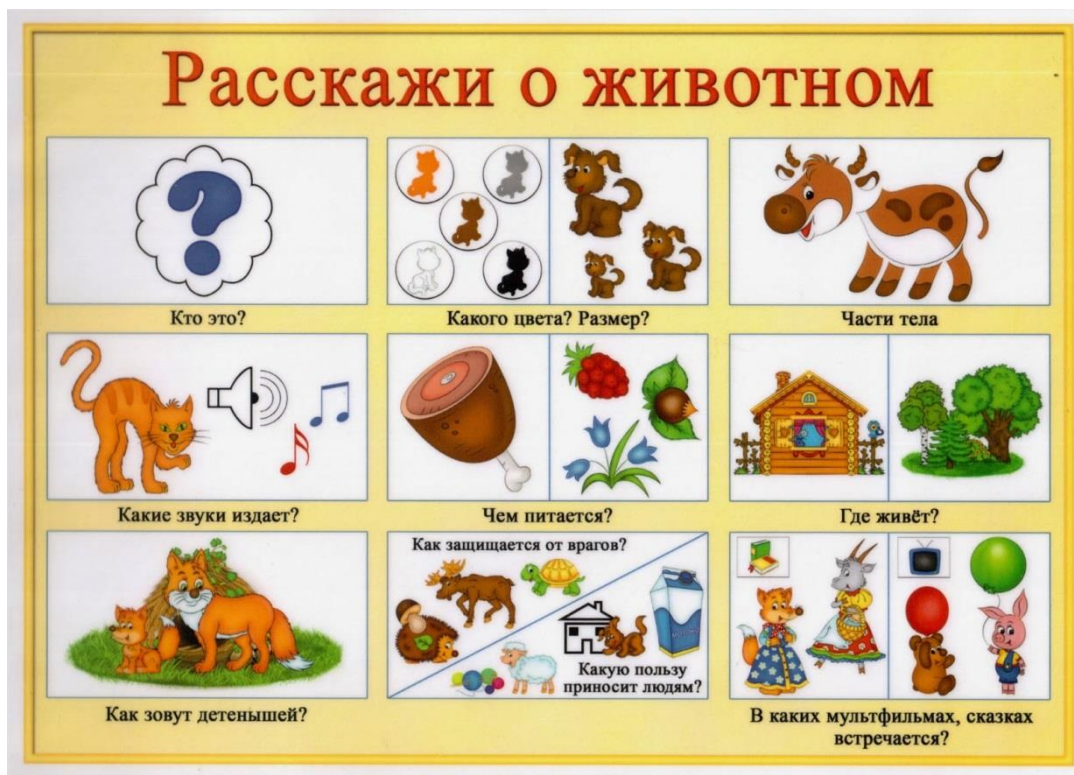 Расскажи о животном
Кто это?
Какого цвета? Размер?
Части тела
Какие звуки издает?
Чем питается?
Где живёт?
Как зовут детенышей?
Как защищается от врагов?
Какую пользу
приносит людям?
В каких мультфильмах, сказках
встречается?